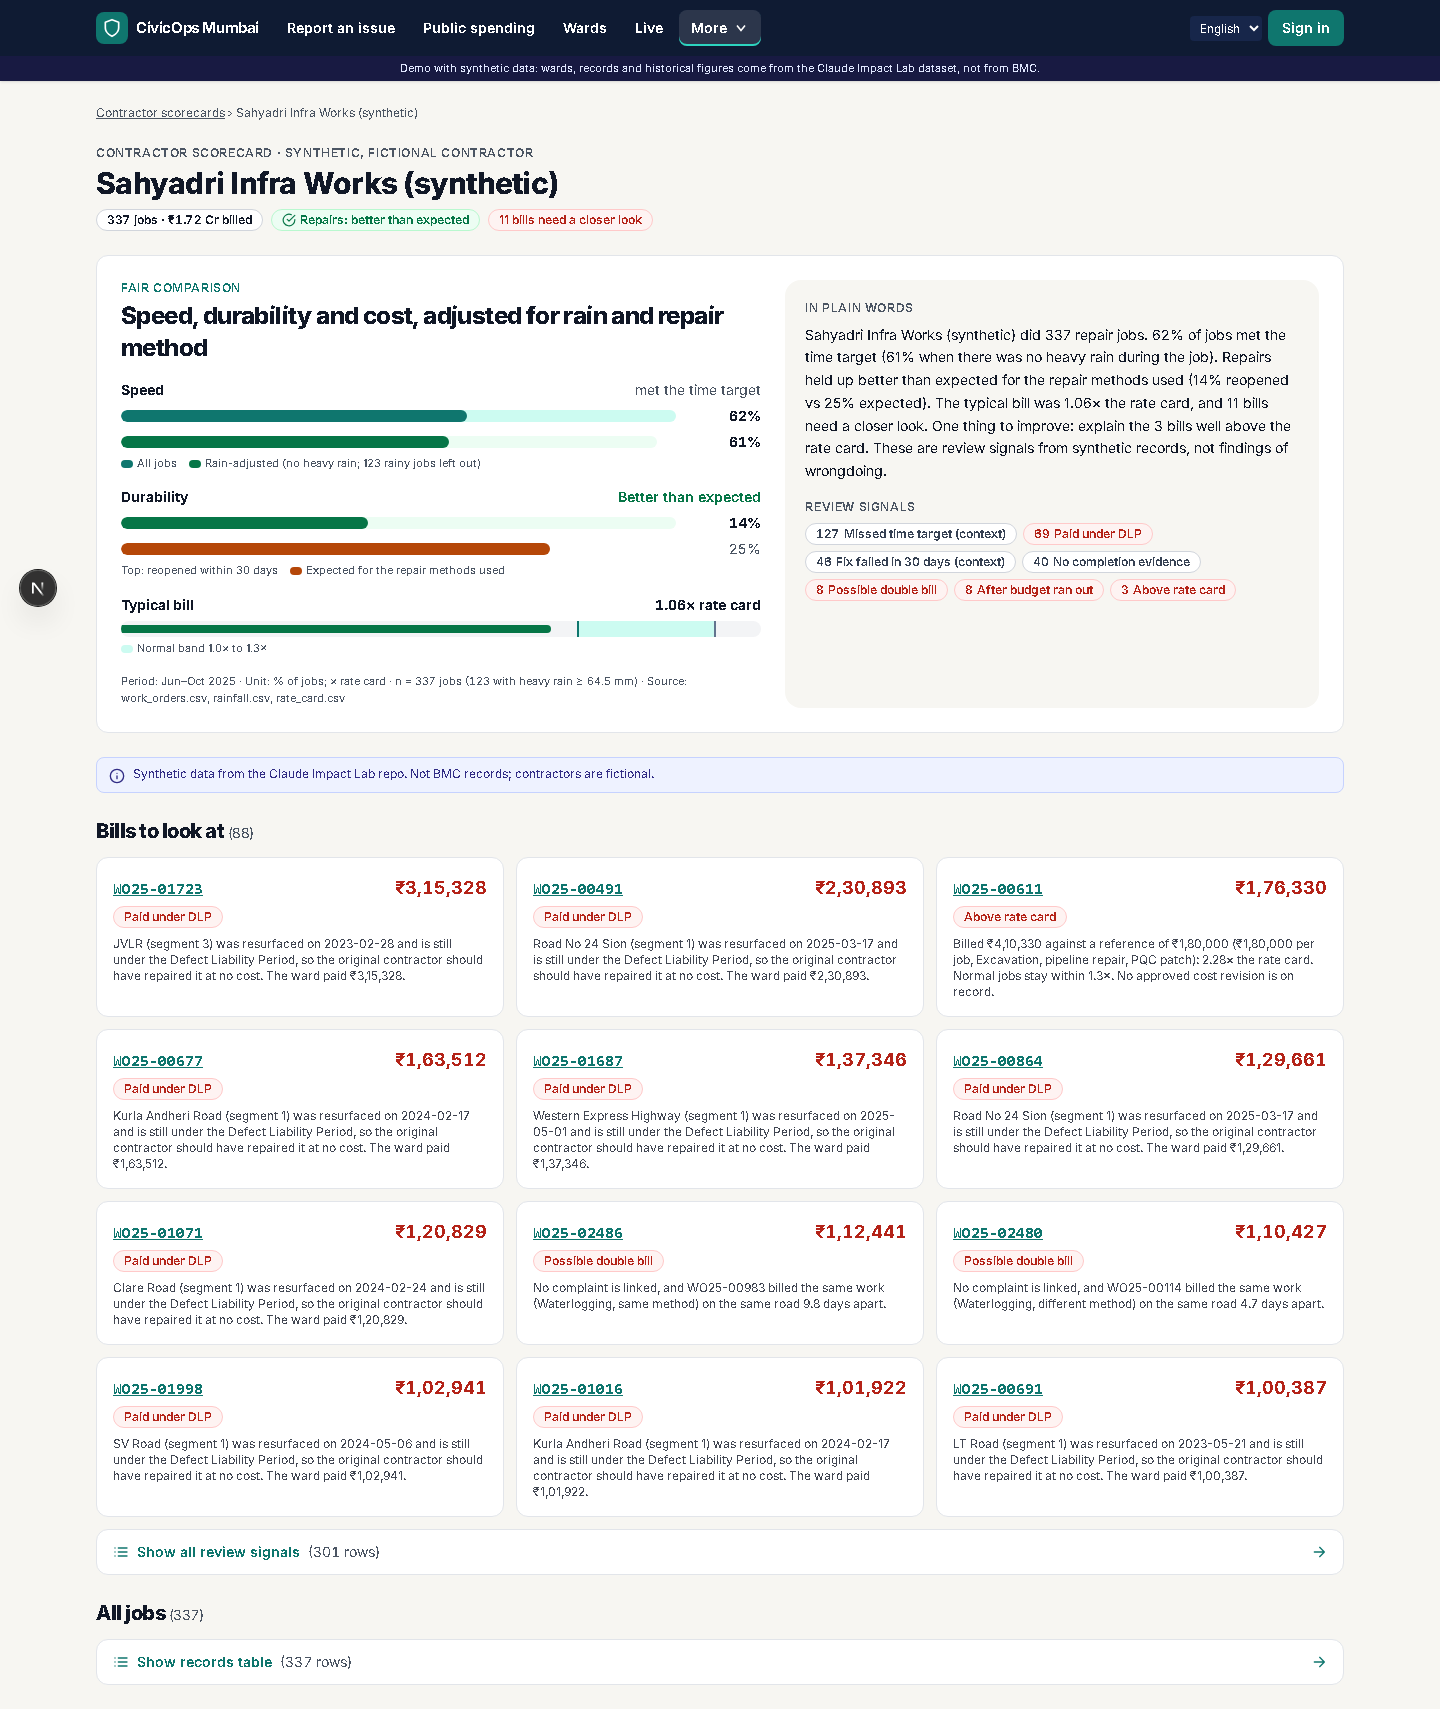 CivicOps Mumbai Report an issue Public spending Wards Live More English Sign in
Demo with synthetic data: wards, records and historical figures come from the Claude Impact Lab dataset, not from BMC.
Contractor scorecards › Sahyadri Infra Works (synthetic)
CONTRACTOR SCORECARD · SYNTHETIC, FICTIONAL CONTRACTOR
Sahyadri Infra Works (synthetic)
337 jobs · ₹1.72 Cr billed Repairs: better than expected 11 bills need a closer look
FAIR COMPARISON
Speed, durability and cost, adjusted for rain and repair
method
Speed met the time target
62%
61%
All jobs Rain-adjusted (no heavy rain; 123 rainy jobs left out)
Durability Better than expected
14%
25%
Top: reopened within 30 days Expected for the repair methods used
Typical bill 1.06× rate card
Normal band 1.0× to 1.3×
Period: Jun–Oct 2025 · Unit: % of jobs; × rate card · n = 337 jobs (123 with heavy rain ≥ 64.5 mm) · Source:
work_orders.csv, rainfall.csv, rate_card.csv
IN PLAIN WORDS
Sahyadri Infra Works (synthetic) did 337 repair jobs. 62% of jobs met the
time target (61% when there was no heavy rain during the job). Repairs
held up better than expected for the repair methods used (14% reopened
vs 25% expected). The typical bill was 1.06× the rate card, and 11 bills
need a closer look. One thing to improve: explain the 3 bills well above the
rate card. These are review signals from synthetic records, not findings of
wrongdoing.
REVIEW SIGNALS
127 Missed time target (context) 69 Paid under DLP
46 Fix failed in 30 days (context) 40 No completion evidence
8 Possible double bill 8 After budget ran out 3 Above rate card
N
Synthetic data from the Claude Impact Lab repo. Not BMC records; contractors are fictional.
Bills to look at (88)
WO25-01723 ₹3,15,328
Paid under DLP
JVLR (segment 3) was resurfaced on 2023-02-28 and is still
under the Defect Liability Period, so the original contractor should
have repaired it at no cost. The ward paid ₹3,15,328.
WO25-00491 ₹2,30,893
Paid under DLP
Road No 24 Sion (segment 1) was resurfaced on 2025-03-17 and
is still under the Defect Liability Period, so the original contractor
should have repaired it at no cost. The ward paid ₹2,30,893.
WO25-00611 ₹1,76,330
Above rate card
Billed ₹4,10,330 against a reference of ₹1,80,000 (₹1,80,000 per
job, Excavation, pipeline repair, PQC patch): 2.28× the rate card.
Normal jobs stay within 1.3×. No approved cost revision is on
record.
WO25-00677 ₹1,63,512
Paid under DLP
Kurla Andheri Road (segment 1) was resurfaced on 2024-02-17
and is still under the Defect Liability Period, so the original
contractor should have repaired it at no cost. The ward paid
₹1,63,512.
WO25-01687 ₹1,37,346
Paid under DLP
Western Express Highway (segment 1) was resurfaced on 2025-
05-01 and is still under the Defect Liability Period, so the original
contractor should have repaired it at no cost. The ward paid
₹1,37,346.
WO25-00864 ₹1,29,661
Paid under DLP
Road No 24 Sion (segment 1) was resurfaced on 2025-03-17 and
is still under the Defect Liability Period, so the original contractor
should have repaired it at no cost. The ward paid ₹1,29,661.
WO25-01071 ₹1,20,829
Paid under DLP
Clare Road (segment 1) was resurfaced on 2024-02-24 and is still
under the Defect Liability Period, so the original contractor should
have repaired it at no cost. The ward paid ₹1,20,829.
WO25-02486 ₹1,12,441
Possible double bill
No complaint is linked, and WO25-00983 billed the same work
(Waterlogging, same method) on the same road 9.8 days apart.
WO25-02480 ₹1,10,427
Possible double bill
No complaint is linked, and WO25-00114 billed the same work
(Waterlogging, different method) on the same road 4.7 days apart.
WO25-01998 ₹1,02,941
Paid under DLP
SV Road (segment 1) was resurfaced on 2024-05-06 and is still
under the Defect Liability Period, so the original contractor should
have repaired it at no cost. The ward paid ₹1,02,941.
WO25-01016 ₹1,01,922
Paid under DLP
Kurla Andheri Road (segment 1) was resurfaced on 2024-02-17
and is still under the Defect Liability Period, so the original
contractor should have repaired it at no cost. The ward paid
₹1,01,922.
WO25-00691 ₹1,00,387
Paid under DLP
LT Road (segment 1) was resurfaced on 2023-05-21 and is still
under the Defect Liability Period, so the original contractor should
have repaired it at no cost. The ward paid ₹1,00,387.
Show all review signals (301 rows)
All jobs (337)
Show records table (337 rows)